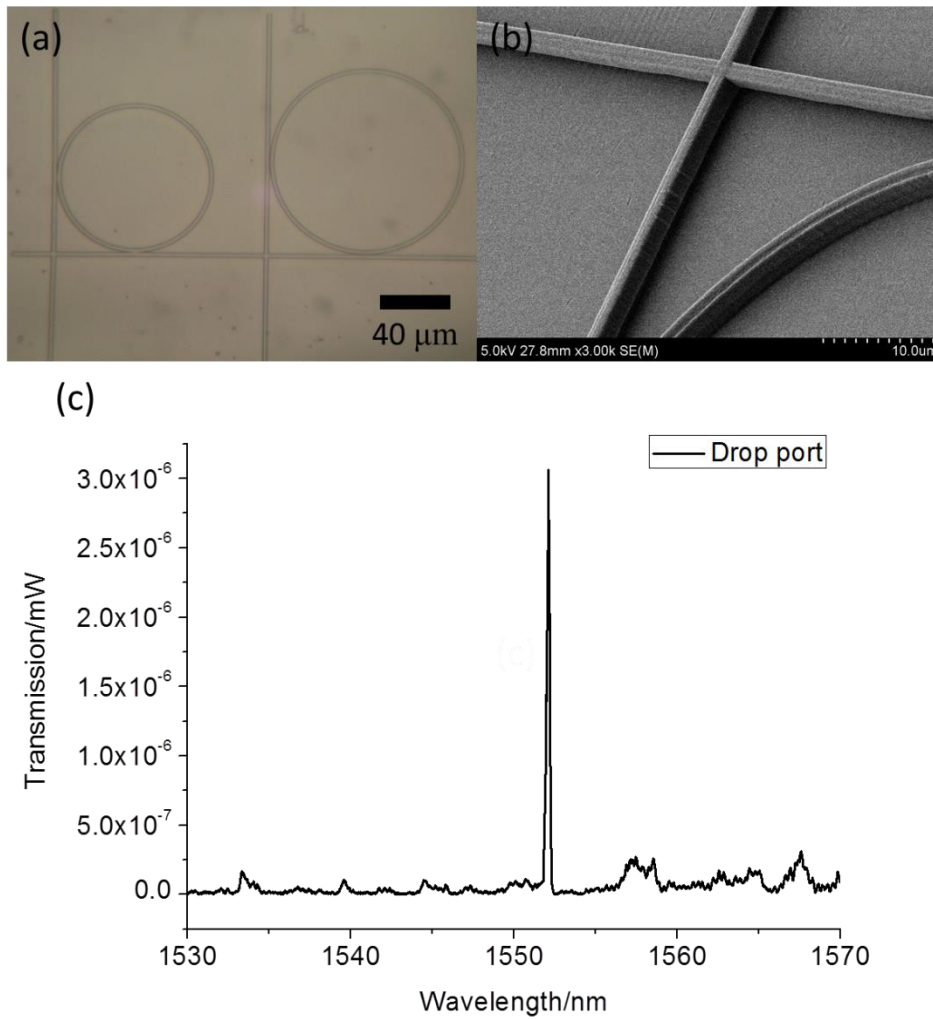 (a)
40 μm
(b)
5.0kV 27.8mm x3.00k SE(M)
10.0um
(c)
Drop port
3.0x10⁻⁶
2.5x10⁻⁶
2.0x10⁻⁶
1.5x10⁻⁶
1.0x10⁻⁶
5.0x10⁻⁷
0.0
Transmission/mW
(c)
1530 1540 1550 1560 1570
Wavelength/nm